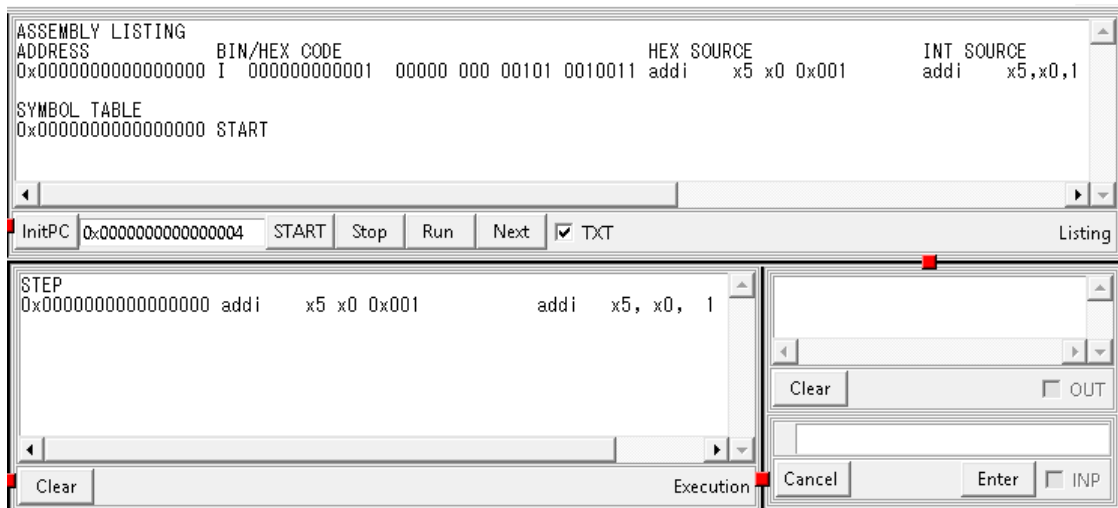 ASSEMBLY LISTING
ADDRESS BIN/HEX CODE HEX SOURCE INT SOURCE
0x0000000000000000 I 000000000001 00000 000 00101 0010011 addi x5 x0 0x001 addi x5,x0,1
SYMBOL TABLE
0x0000000000000000 START
InitPC 0x0000000000000004 START Stop Run Next TXT Listing
STEP
0x0000000000000000 addi x5 x0 0x001 addi x5, x0, 1
Clear OUT
Cancel Enter INP
Clear Execution